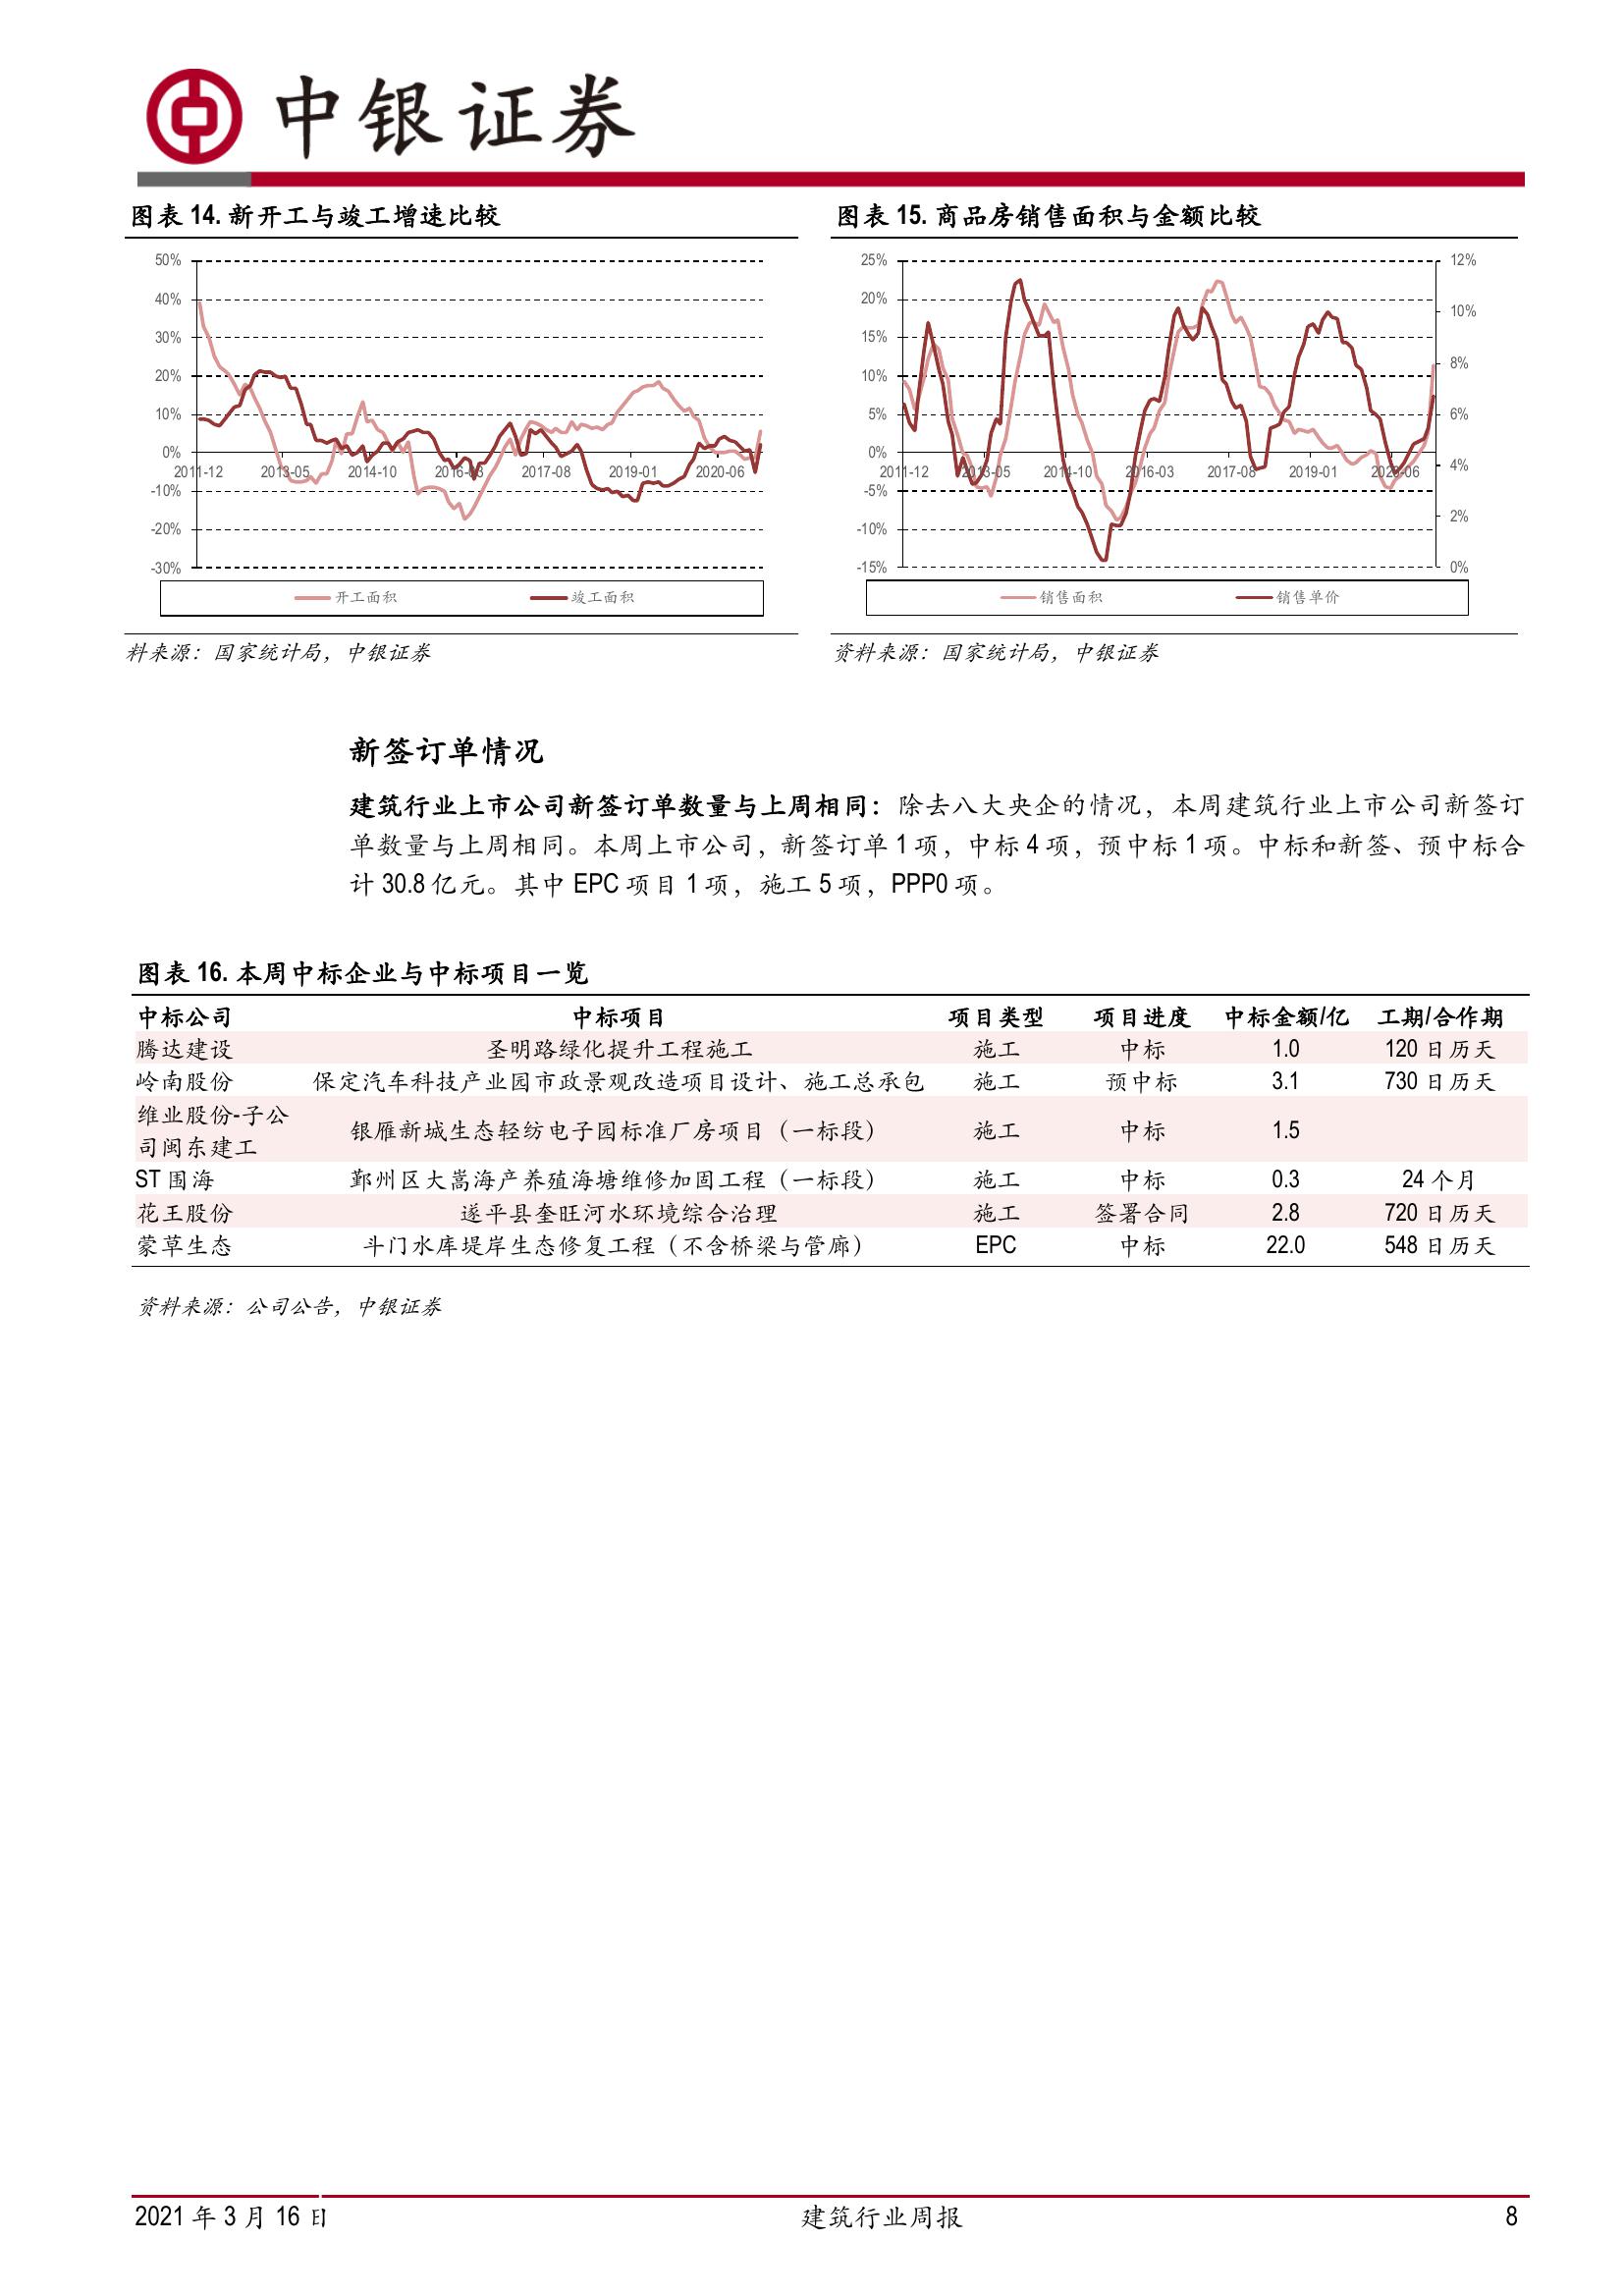 中银证券
图表 14. 新开工与竣工增速比较
50%
40%
30%
20%
10%
0%
-10%
-20%
-30%
2011-12 2013-05 2014-10 2016-03 2017-08 2019-01 2020-06
开工面积 竣工面积
料来源：国家统计局，中银证券
图表 15. 商品房销售面积与金额比较
25%
20%
15%
10%
5%
0%
-5%
-10%
-15%
12%
10%
8%
6%
4%
2%
0%
2011-12 2013-05 2014-10 2016-03 2017-08 2019-01 2020-06
销售面积 销售单价
资料来源：国家统计局，中银证券
新签订单情况
建筑行业上市公司新签订单数量与上周相同：除去八大央企的情况，本周建筑行业上市公司新签订
单数量与上周相同。本周上市公司，新签订单 1 项，中标 4 项，预中标 1 项。中标和新签、预中标合
计 30.8 亿元。其中 EPC 项目 1 项，施工 5 项，PPP0 项。
图表 16. 本周中标企业与中标项目一览
中标公司 中标项目 项目类型 项目进度 中标金额/亿 工期/合作期
腾达建设 圣明路绿化提升工程施工 施工 中标 1.0 120 日历天
岭南股份 保定汽车科技产业园市政景观改造项目设计、施工总承包 施工 预中标 3.1 730 日历天
维业股份-子公
司闽东建工 银雁新城生态轻纺电子园标准厂房项目（一标段） 施工 中标 1.5
ST 围海 鄞州区大嵩海产养殖海塘维修加固工程（一标段） 施工 中标 0.3 24 个月
花王股份 遂平县奎旺河水环境综合治理 施工 签署合同 2.8 720 日历天
蒙草生态 斗门水库堤岸生态修复工程（不含桥梁与管廊） EPC 中标 22.0 548 日历天
资料来源：公司公告，中银证券
2021 年 3 月 16 日 建筑行业周报 8